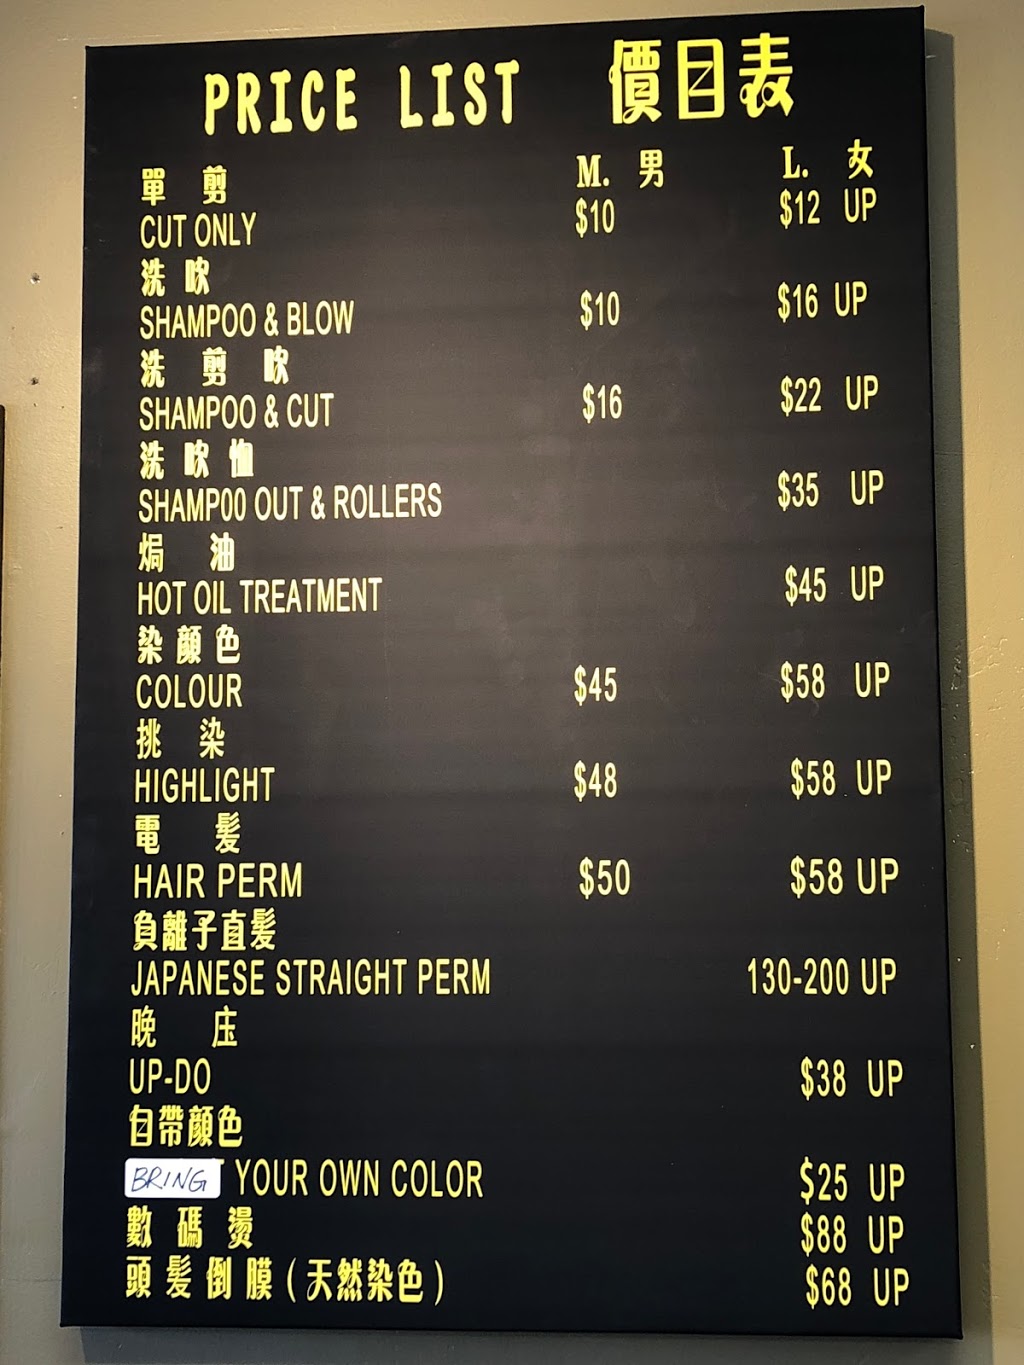 PRICE LIST 價目表
單 剪 M. 男 L. 女
CUT ONLY $10 $12 UP
洗 吹
SHAMPOO & BLOW $10 $16 UP
洗 剪 吹
SHAMPOO & CUT $16 $22 UP
洗 吹 恤
SHAMP00 OUT & ROLLERS $35 UP
焗 油
HOT OIL TREATMENT $45 UP
染 顏 色
COLOUR $45 $58 UP
挑 染
HIGHLIGHT $48 $58 UP
電 髮
HAIR PERM $50 $58 UP
負離子直髮
JAPANESE STRAIGHT PERM 130-200 UP
晚 庄
UP-DO $38 UP
自帶顏色
BRING YOUR OWN COLOR $25 UP
數 碼 燙 $88 UP
頭 髮 倒 膜 (天然染色) $68 UP